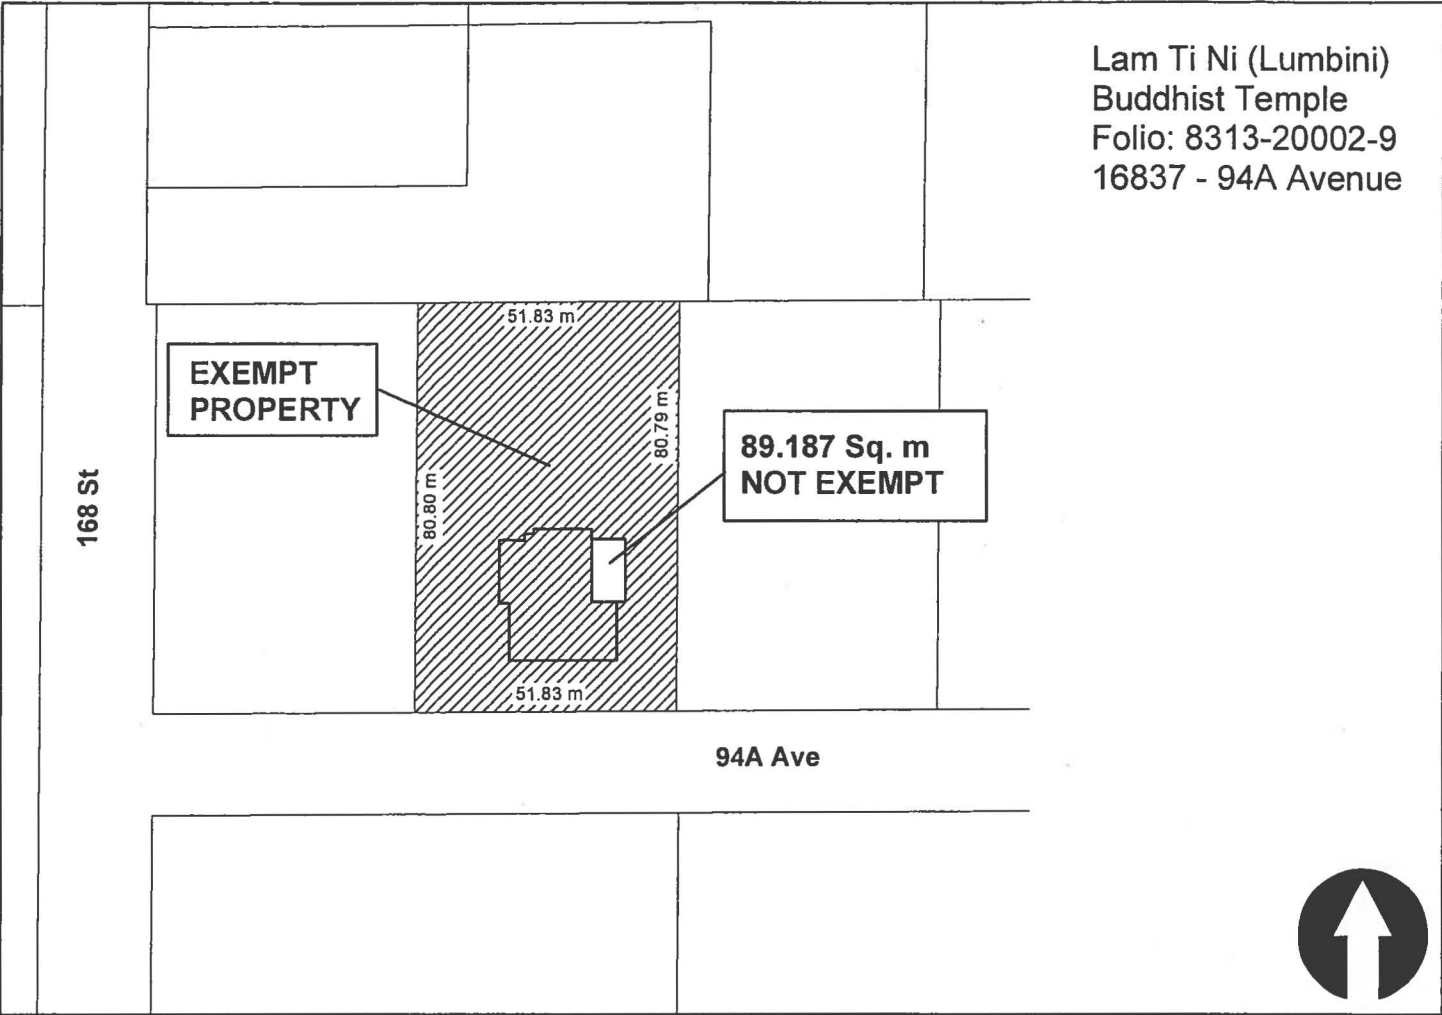 Lam Ti Ni (Lumbini)
Buddhist Temple
Folio: 8313-20002-9
16837 - 94A Avenue
51.83 m
EXEMPT
PROPERTY
80.79 m
89.187 Sq. m
NOT EXEMPT
80.80 m
168 St
51.83 m
94A Ave